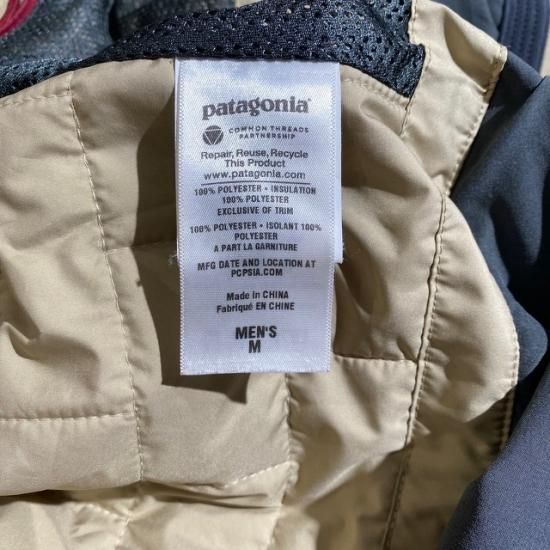 patagonia®
COMMON THREADS
PARTNERSHIP
Repair, Reuse, Recycle
This Product
www.patagonia.com
100% POLYESTER • INSULATION
100% POLYESTER
EXCLUSIVE OF TRIM
100% POLYESTER • ISOLANT 100%
POLYESTER
A PART LA GARNITURE
MFG DATE AND LOCATION AT
PCPSIA.COM
Made in CHINA
Fabriqué EN CHINE
MEN'S
M